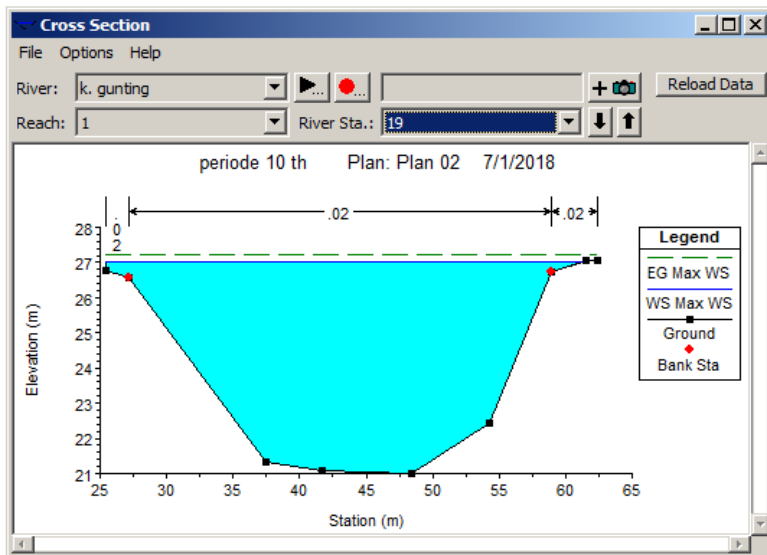 Cross Section
File Options Help
River: k. gunting ... ... + Reload Data
Reach: 1 River Sta.: 19
periode 10 th Plan: Plan 02 7/1/2018
.02 .02 .02
28
27
26
25
24
23
22
21
Elevation (m)
25 30 35 40 45 50 55 60 65
Station (m)
Legend
EG Max WS
WS Max WS
Ground
Bank Sta